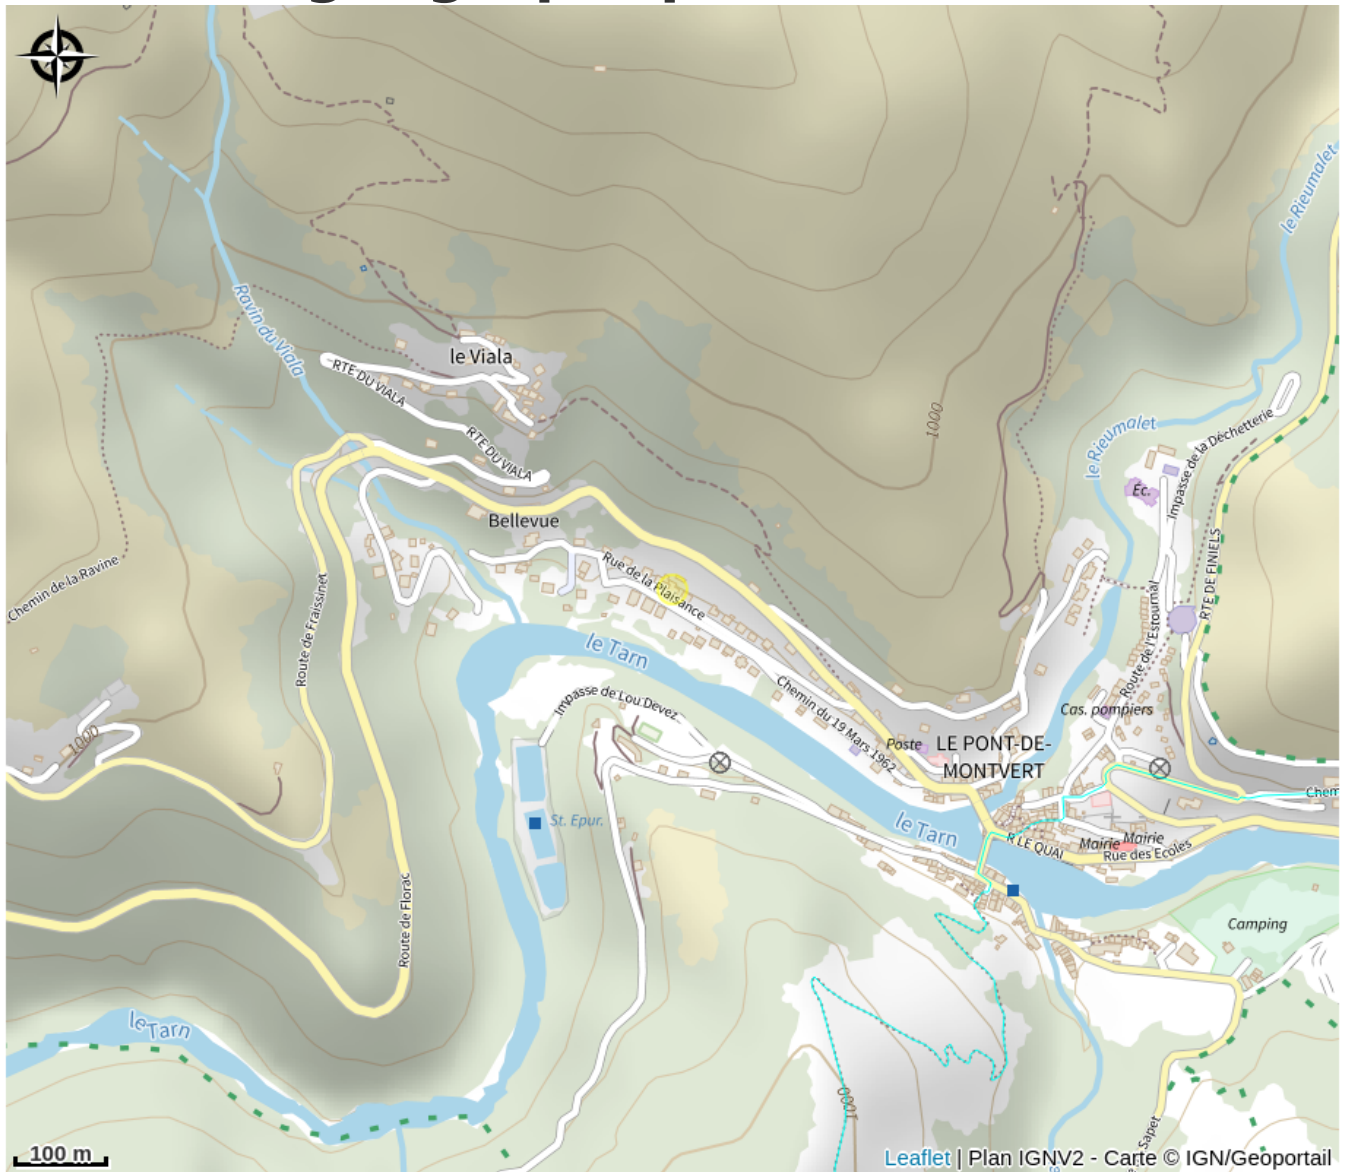 le Rieumalet
Ravin du Viala
le Viala
RTE DU VIALA
RTE DU VIALA
1000
le Rieumalet
Impasse de la Déchetterie
Éc.
Bellevue
Chemin de la Ravine
Route de Fraissinet
Rue de la Plaisance
RTE DE FINIELS
Route de l'Estournal
le Tarn
Impasse de Lou Devez
Chemin du 19 Mars 1962
Cas. pompiers
1000
Poste
LE PONT-DE-
MONTVERT
Chem
St. Epur.
le Tarn
R LE QUAI
Mairie
Mairie
Rue des Ecoles
Route de Florac
Camping
le Tarn
1000
Sapet
100 m
Leaflet | Plan IGNV2 - Carte © IGN/Geoportail